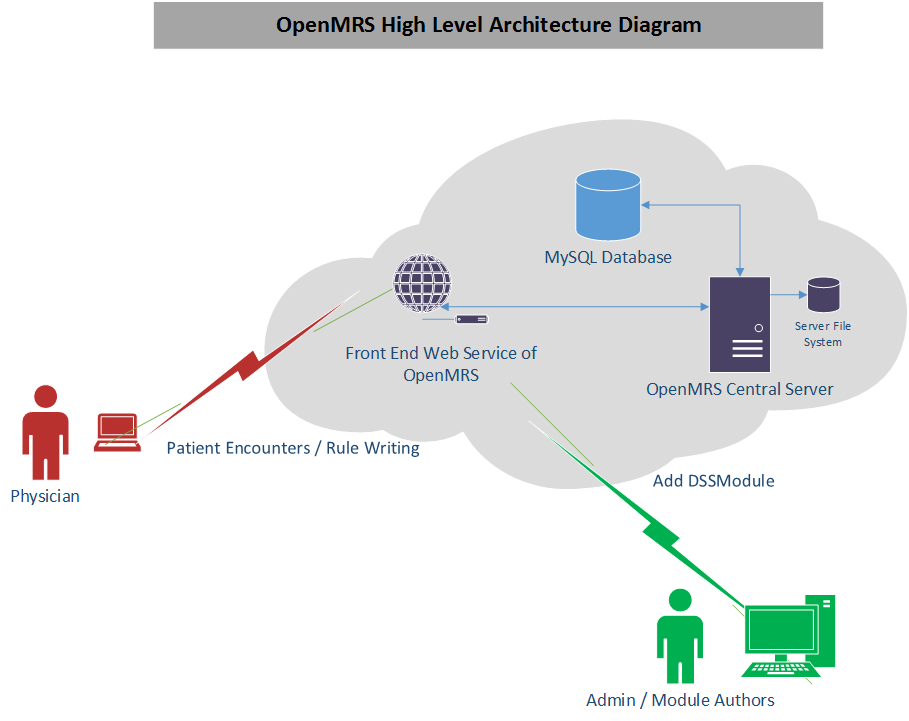 OpenMRS High Level Architecture Diagram
MySQL Database
Server File
System
Front End Web Service of
OpenMRS
OpenMRS Central Server
Patient Encounters / Rule Writing
Physician
Add DSSModule
Admin / Module Authors